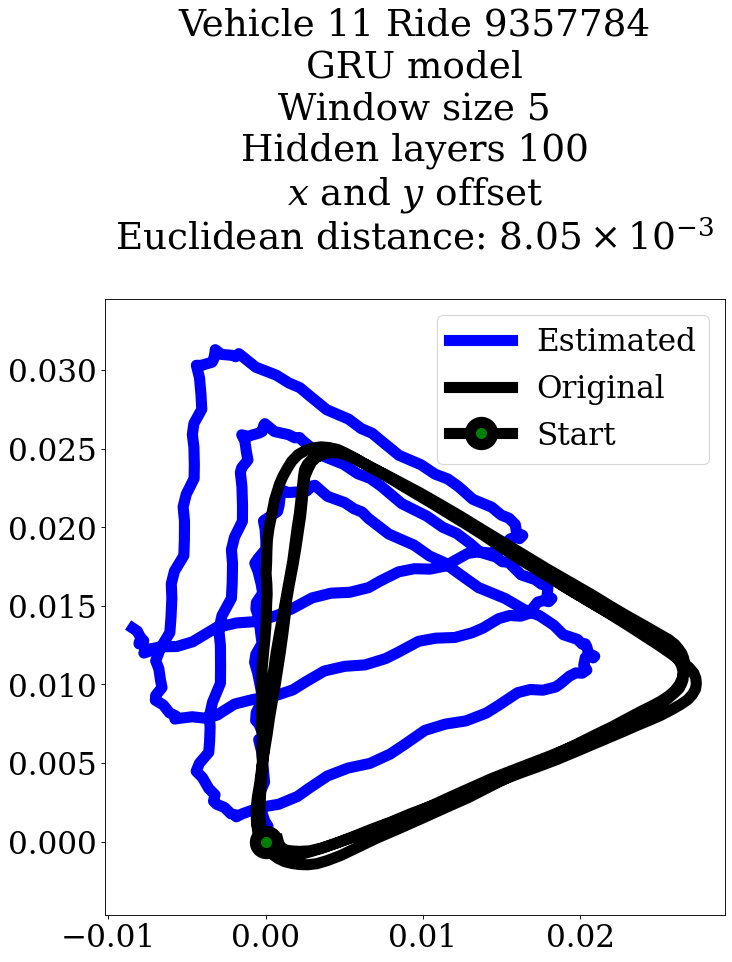 Vehicle 11 Ride 9357784
GRU model
Window size 5
Hidden layers 100
x and y offset
Euclidean distance: 8.05 × 10⁻³
Estimated
Original
Start
0.030
0.025
0.020
0.015
0.010
0.005
0.000
−0.01 0.00 0.01 0.02